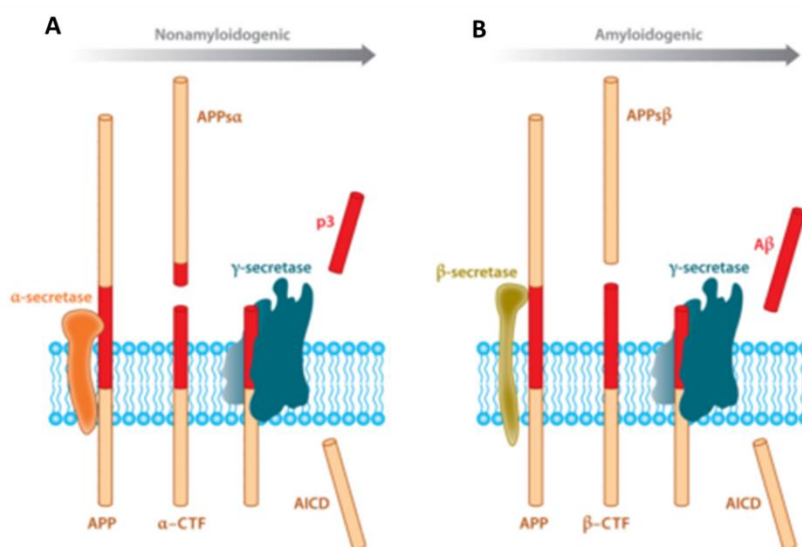 A
Nonamyloidogenic
APPsα
p3
γ-secretase
α-secretase
APP
α-CTF
AICD
B
Amyloidogenic
APPsβ
Aβ
β-secretase
γ-secretase
APP
β-CTF
AICD